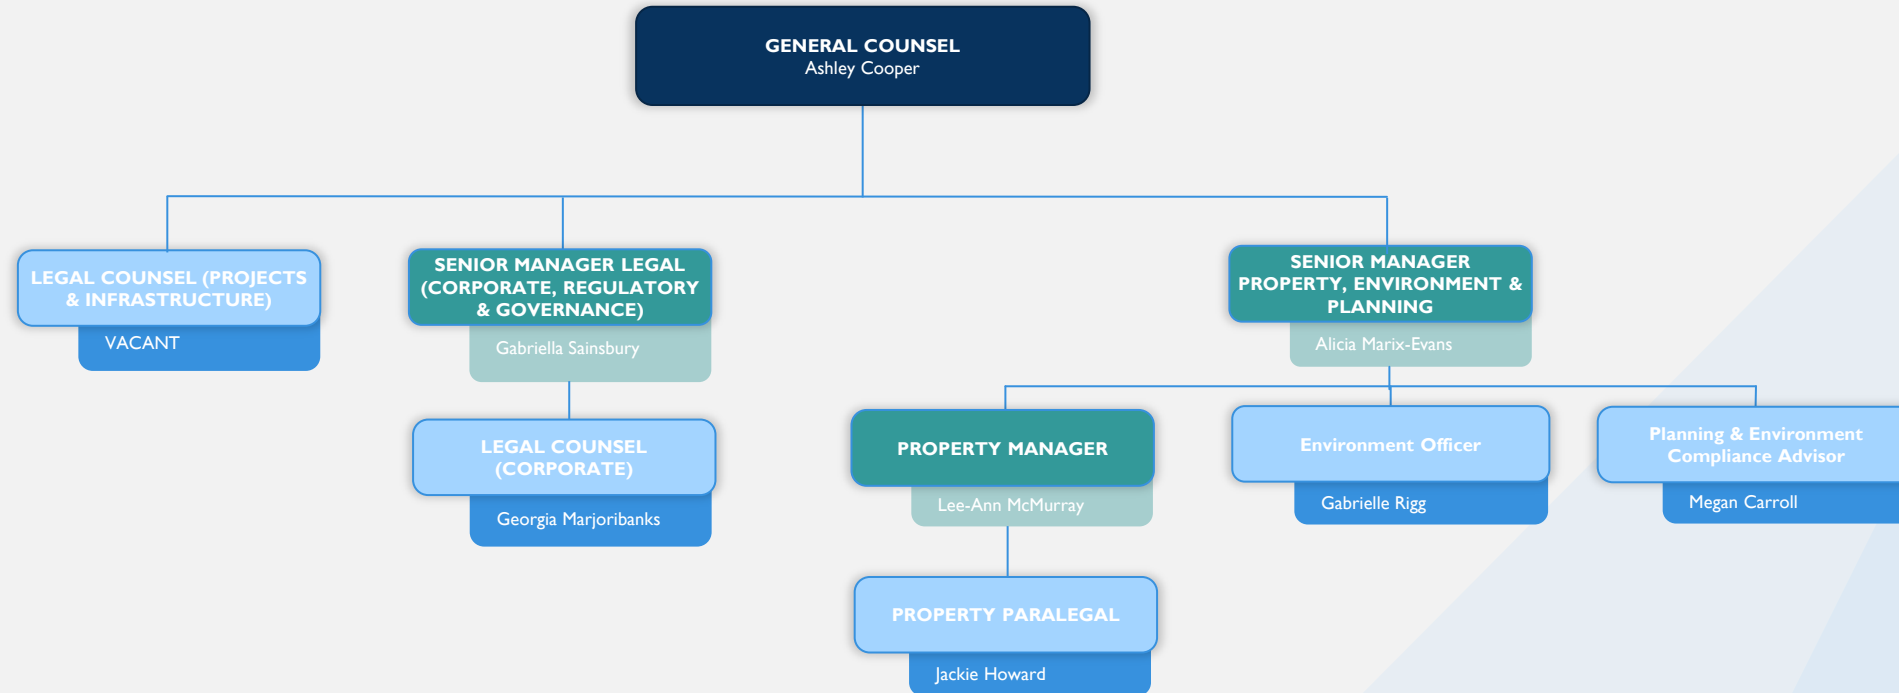 GENERAL COUNSEL
Ashley Cooper
LEGAL COUNSEL (PROJECTS
& INFRASTRUCTURE)
VACANT
SENIOR MANAGER LEGAL
(CORPORATE, REGULATORY
& GOVERNANCE)
Gabriella Sainsbury
SENIOR MANAGER
PROPERTY, ENVIRONMENT &
PLANNING
Alicia Marix-Evans
LEGAL COUNSEL
(CORPORATE)
Georgia Marjoribanks
PROPERTY MANAGER
Lee-Ann McMurray
Environment Officer
Gabrielle Rigg
Planning & Environment
Compliance Advisor
Megan Carroll
PROPERTY PARALEGAL
Jackie Howard